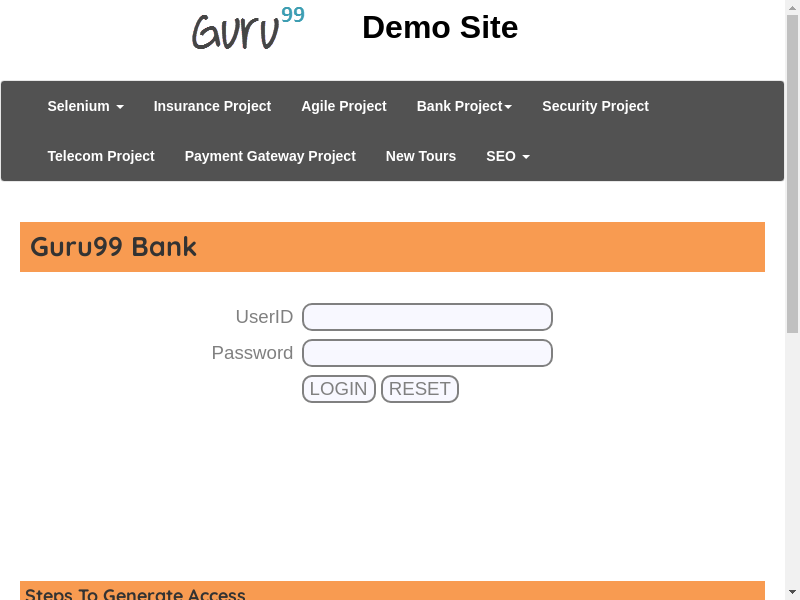 Guru99 Demo Site
Selenium Insurance Project Agile Project Bank Project Security Project
Telecom Project Payment Gateway Project New Tours SEO
Guru99 Bank
UserID
Password
LOGIN RESET
Steps To Generate Access